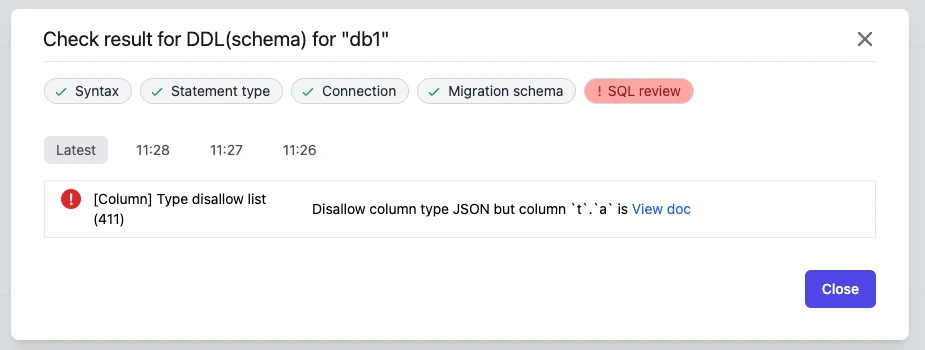 Check result for DDL(schema) for "db1"
Syntax
Statement type
Connection
Migration schema
! SQL review
Latest
11:28
11:27
11:26
[Column] Type disallow list
(411)
Disallow column type JSON but column `t`.`a` is View doc
Close